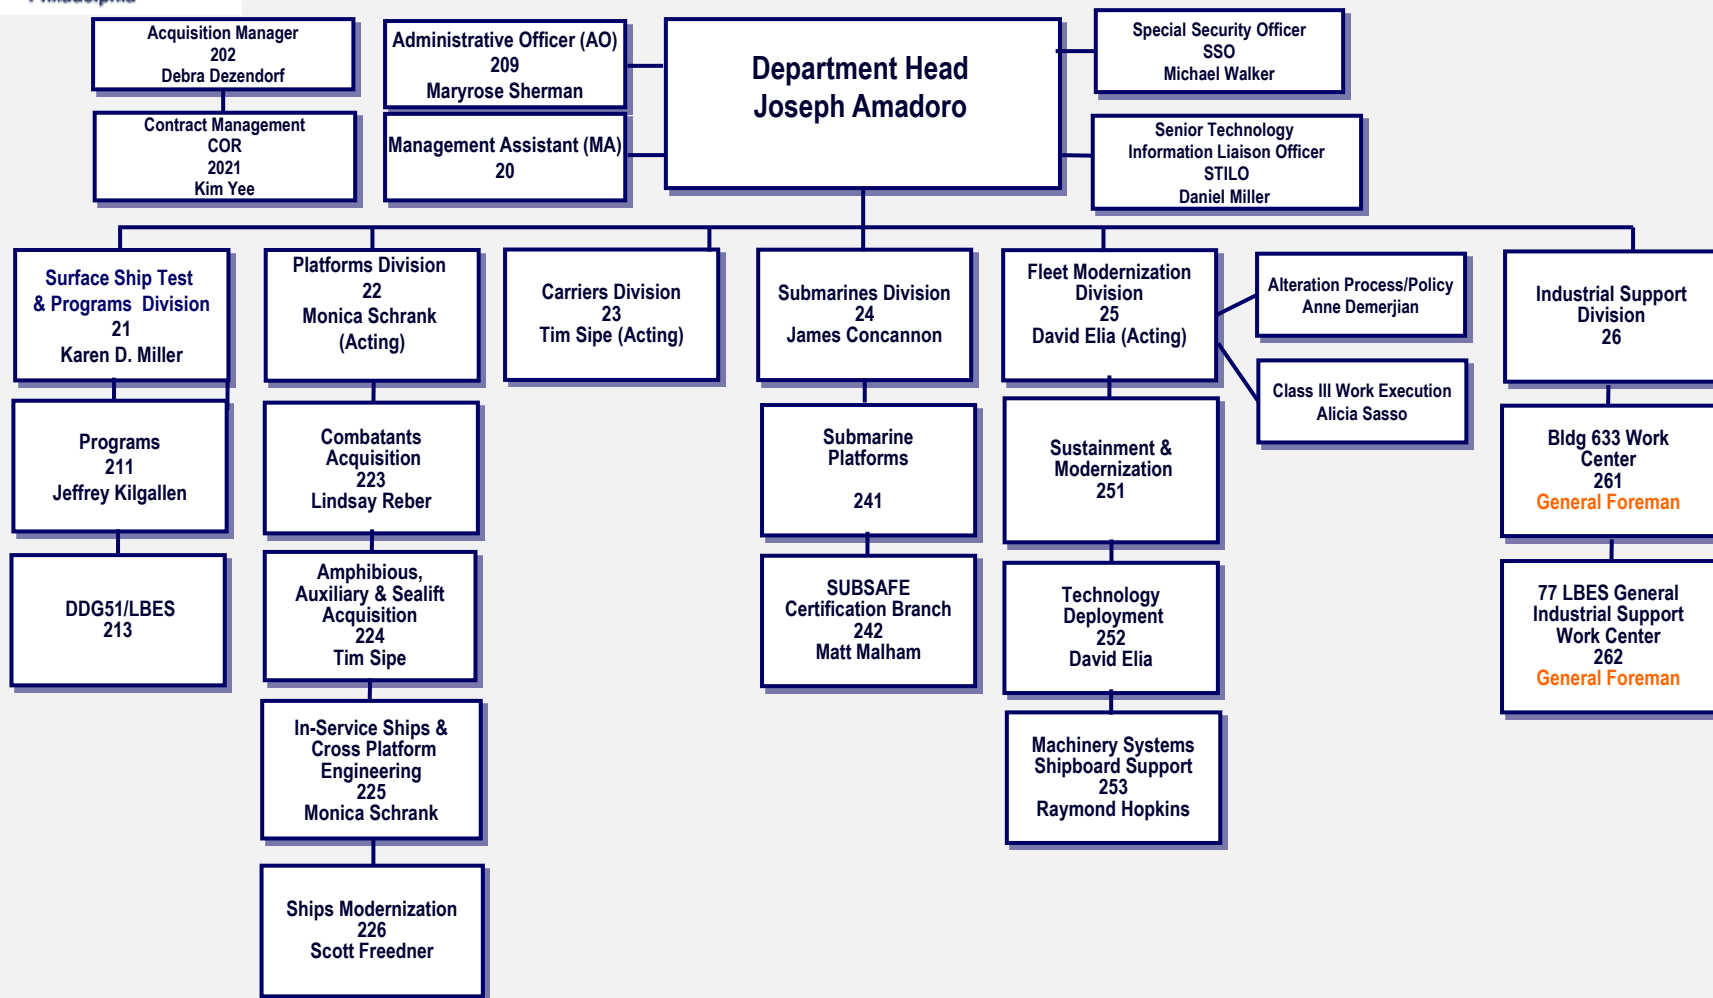 Philadelphia
Acquisition Manager
202
Debra Dezendorf
Contract Management
COR
2021
Kim Yee
Administrative Officer (AO)
209
Maryrose Sherman
Management Assistant (MA)
20
Department Head
Joseph Amadoro
Special Security Officer
SSO
Michael Walker
Senior Technology
Information Liaison Officer
STILO
Daniel Miller
Surface Ship Test
& Programs Division
21
Karen D. Miller
Programs
211
Jeffrey Kilgallen
DDG51/LBES
213
Platforms Division
22
Monica Schrank
(Acting)
Combatants
Acquisition
223
Lindsay Reber
Amphibious,
Auxiliary & Sealift
Acquisition
224
Tim Sipe
In-Service Ships &
Cross Platform
Engineering
225
Monica Schrank
Ships Modernization
226
Scott Freedner
Carriers Division
23
Tim Sipe (Acting)
Submarines Division
24
James Concannon
Submarine
Platforms
241
SUBSAFE
Certification Branch
242
Matt Malham
Fleet Modernization
Division
25
David Elia (Acting)
Alteration Process/Policy
Anne Demerjian
Class III Work Execution
Alicia Sasso
Sustainment &
Modernization
251
Technology
Deployment
252
David Elia
Machinery Systems
Shipboard Support
253
Raymond Hopkins
Industrial Support
Division
26
Bldg 633 Work
Center
261
General Foreman
77 LBES General
Industrial Support
Work Center
262
General Foreman